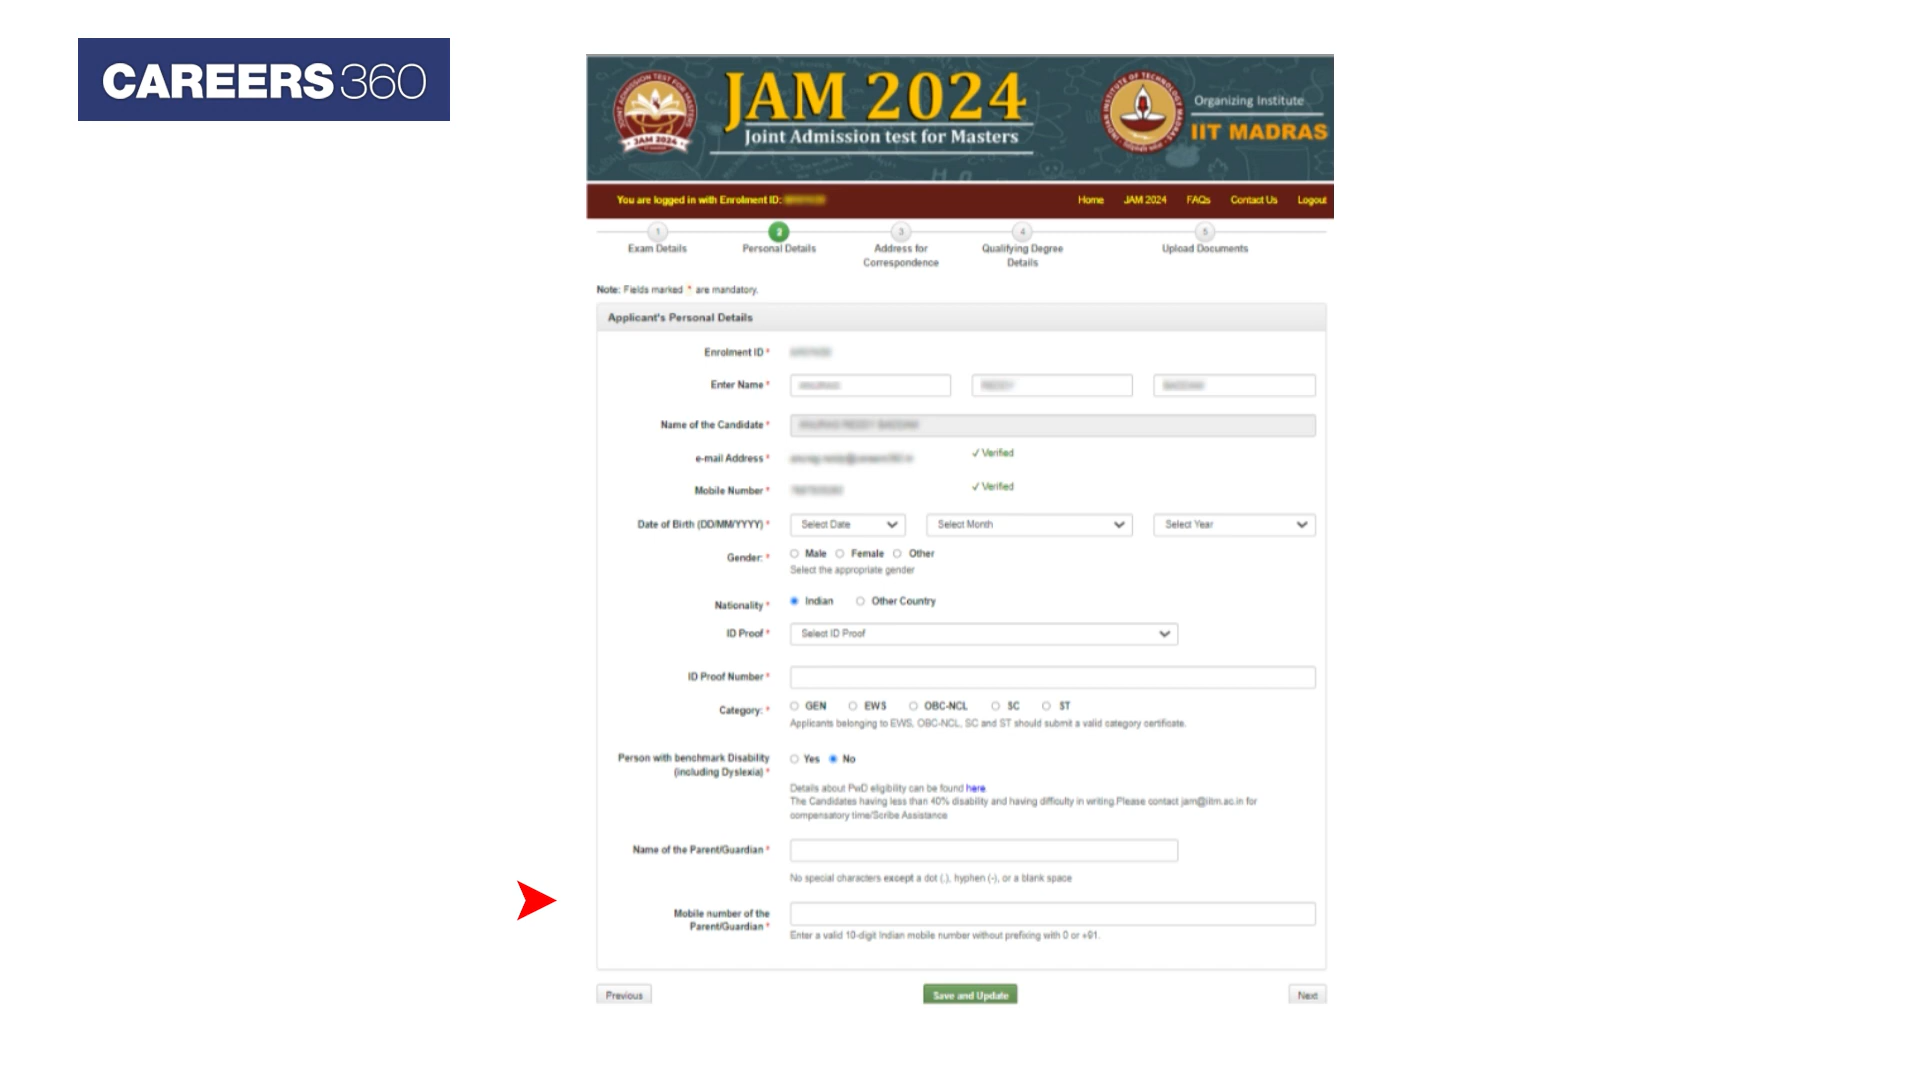 CAREERS360
JAM 2024
Joint Admission test for Masters
JAM 2024
Organizing Institute
IIT MADRAS
You are logged in with Enrolment ID:
Home JAM 2024 FAQs Contact Us Logout
1 2 3 4 5
Exam Details Personal Details Address for Correspondence Qualifying Degree Details Upload Documents
Note: Fields marked * are mandatory.
Applicant's Personal Details
Enrolment ID *
Enter Name *
Name of the Candidate *
e-mail Address * ✓ Verified
Mobile Number * ✓ Verified
Date of Birth (DD/MM/YYYY) * Select Date Select Month Select Year
Gender: * Male Female Other
Select the appropriate gender
Nationality * Indian Other Country
ID Proof * Select ID Proof
ID Proof Number *
Category: * GEN EWS OBC-NCL SC ST
Applicants belonging to EWS, OBC-NCL, SC and ST should submit a valid category certificate.
Person with benchmark Disability
(including Dyslexia) * Yes No
Details about PwD eligibility can be found here
The Candidates having less than 40% disability and having difficulty in writing.Please contact jam@iitm.ac.in for
compensatory time/Scribe Assistance
Name of the Parent/Guardian *
No special characters except a dot (.), hyphen (-), or a blank space
Mobile number of the
Parent/Guardian *
Enter a valid 10-digit Indian mobile number without prefixing with 0 or +91.
Previous Save and Update Next